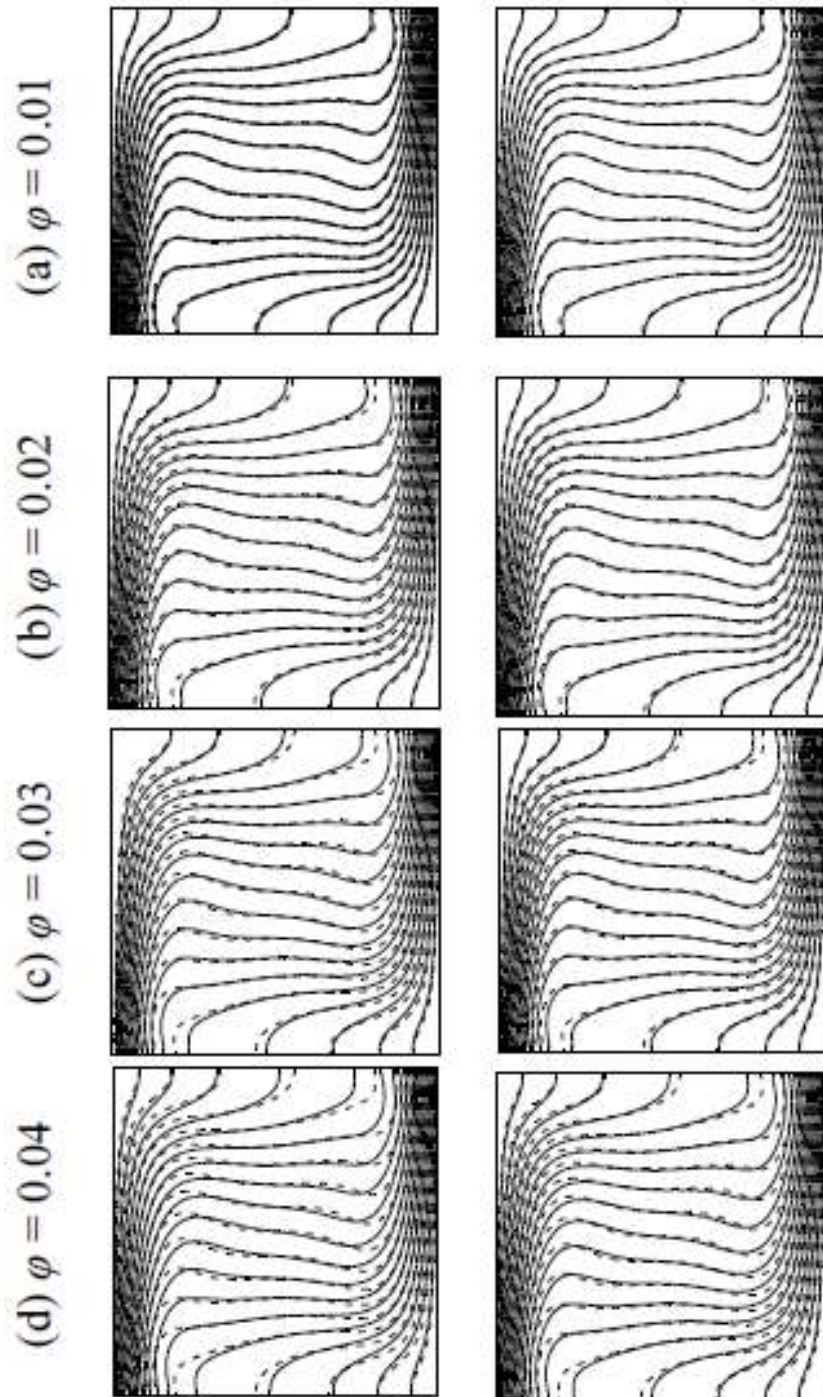 (a) φ = 0.01
(b) φ = 0.02
(c) φ = 0.03
(d) φ = 0.04